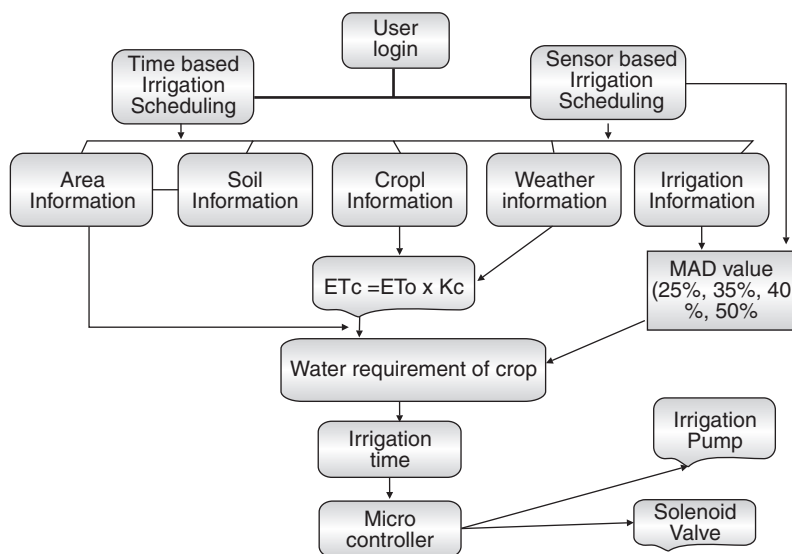 User
login
Time based
Irrigation
Scheduling
Sensor based
Irrigation
Scheduling
Area
Information
Soil
Information
Cropl
Information
Weather
information
Irrigation
Information
ETc =ETo x Kc
MAD value
(25%, 35%, 40
%, 50%
Water requirement of crop
Irrigation
time
Irrigation
Pump
Micro
controller
Solenoid
Valve